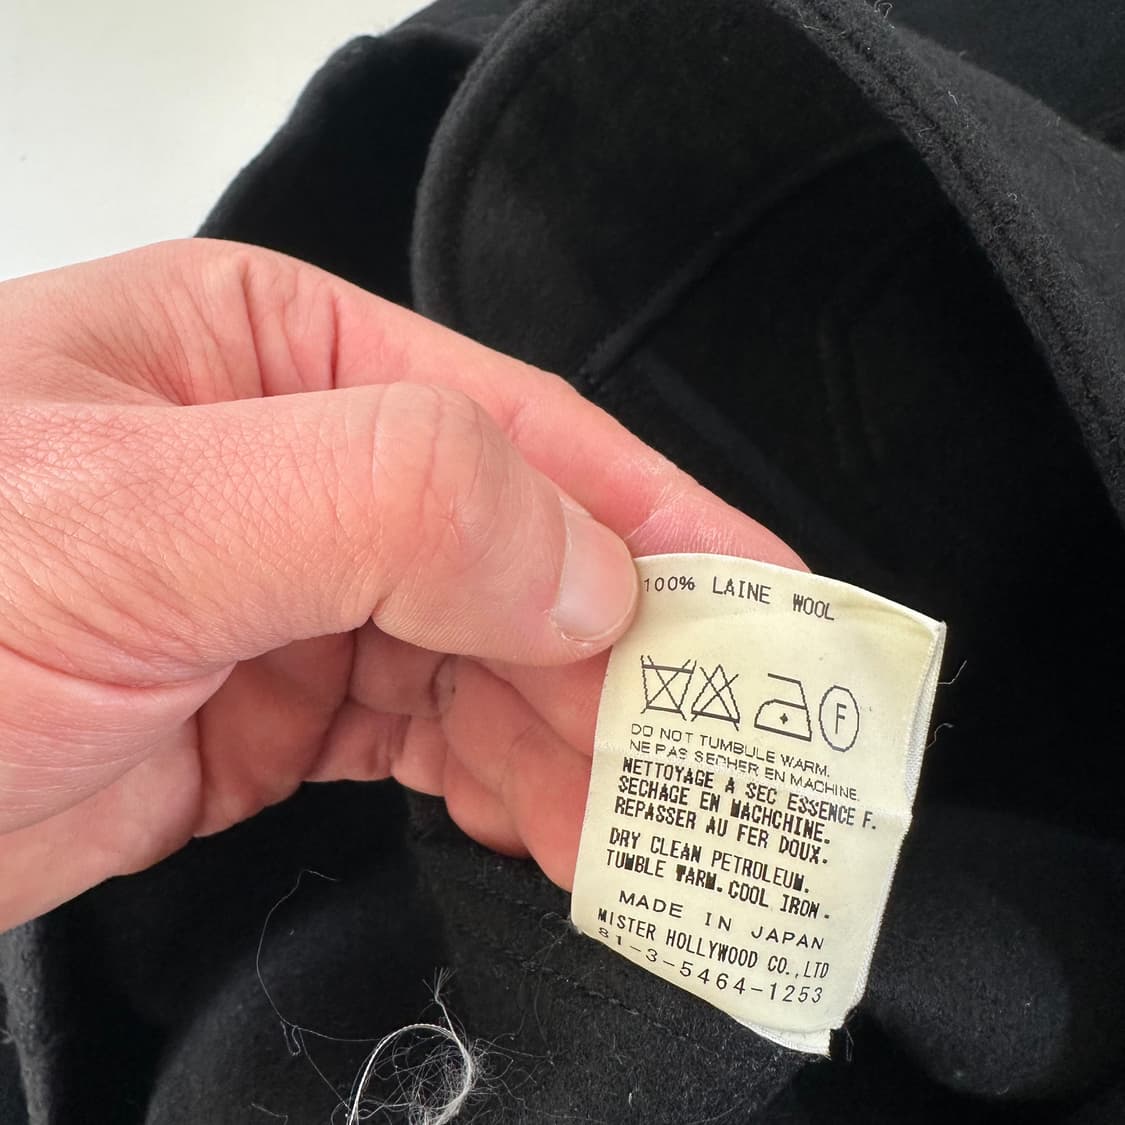 100% LAINE WOOL
F
DO NOT TUMBULE WARM.
NE PAS SECHER EN MACHINE.
NETTOYAGE A SEC ESSENCE F.
SECHAGE EN MACHCHINE.
REPASSER AU FER DOUX.
DRY CLEAN PETROLEUM.
TUMBLE WARM.COOL IRON.
MADE IN JAPAN
MISTER HOLLYWOOD CO.,LTD
81-3-5464-1253